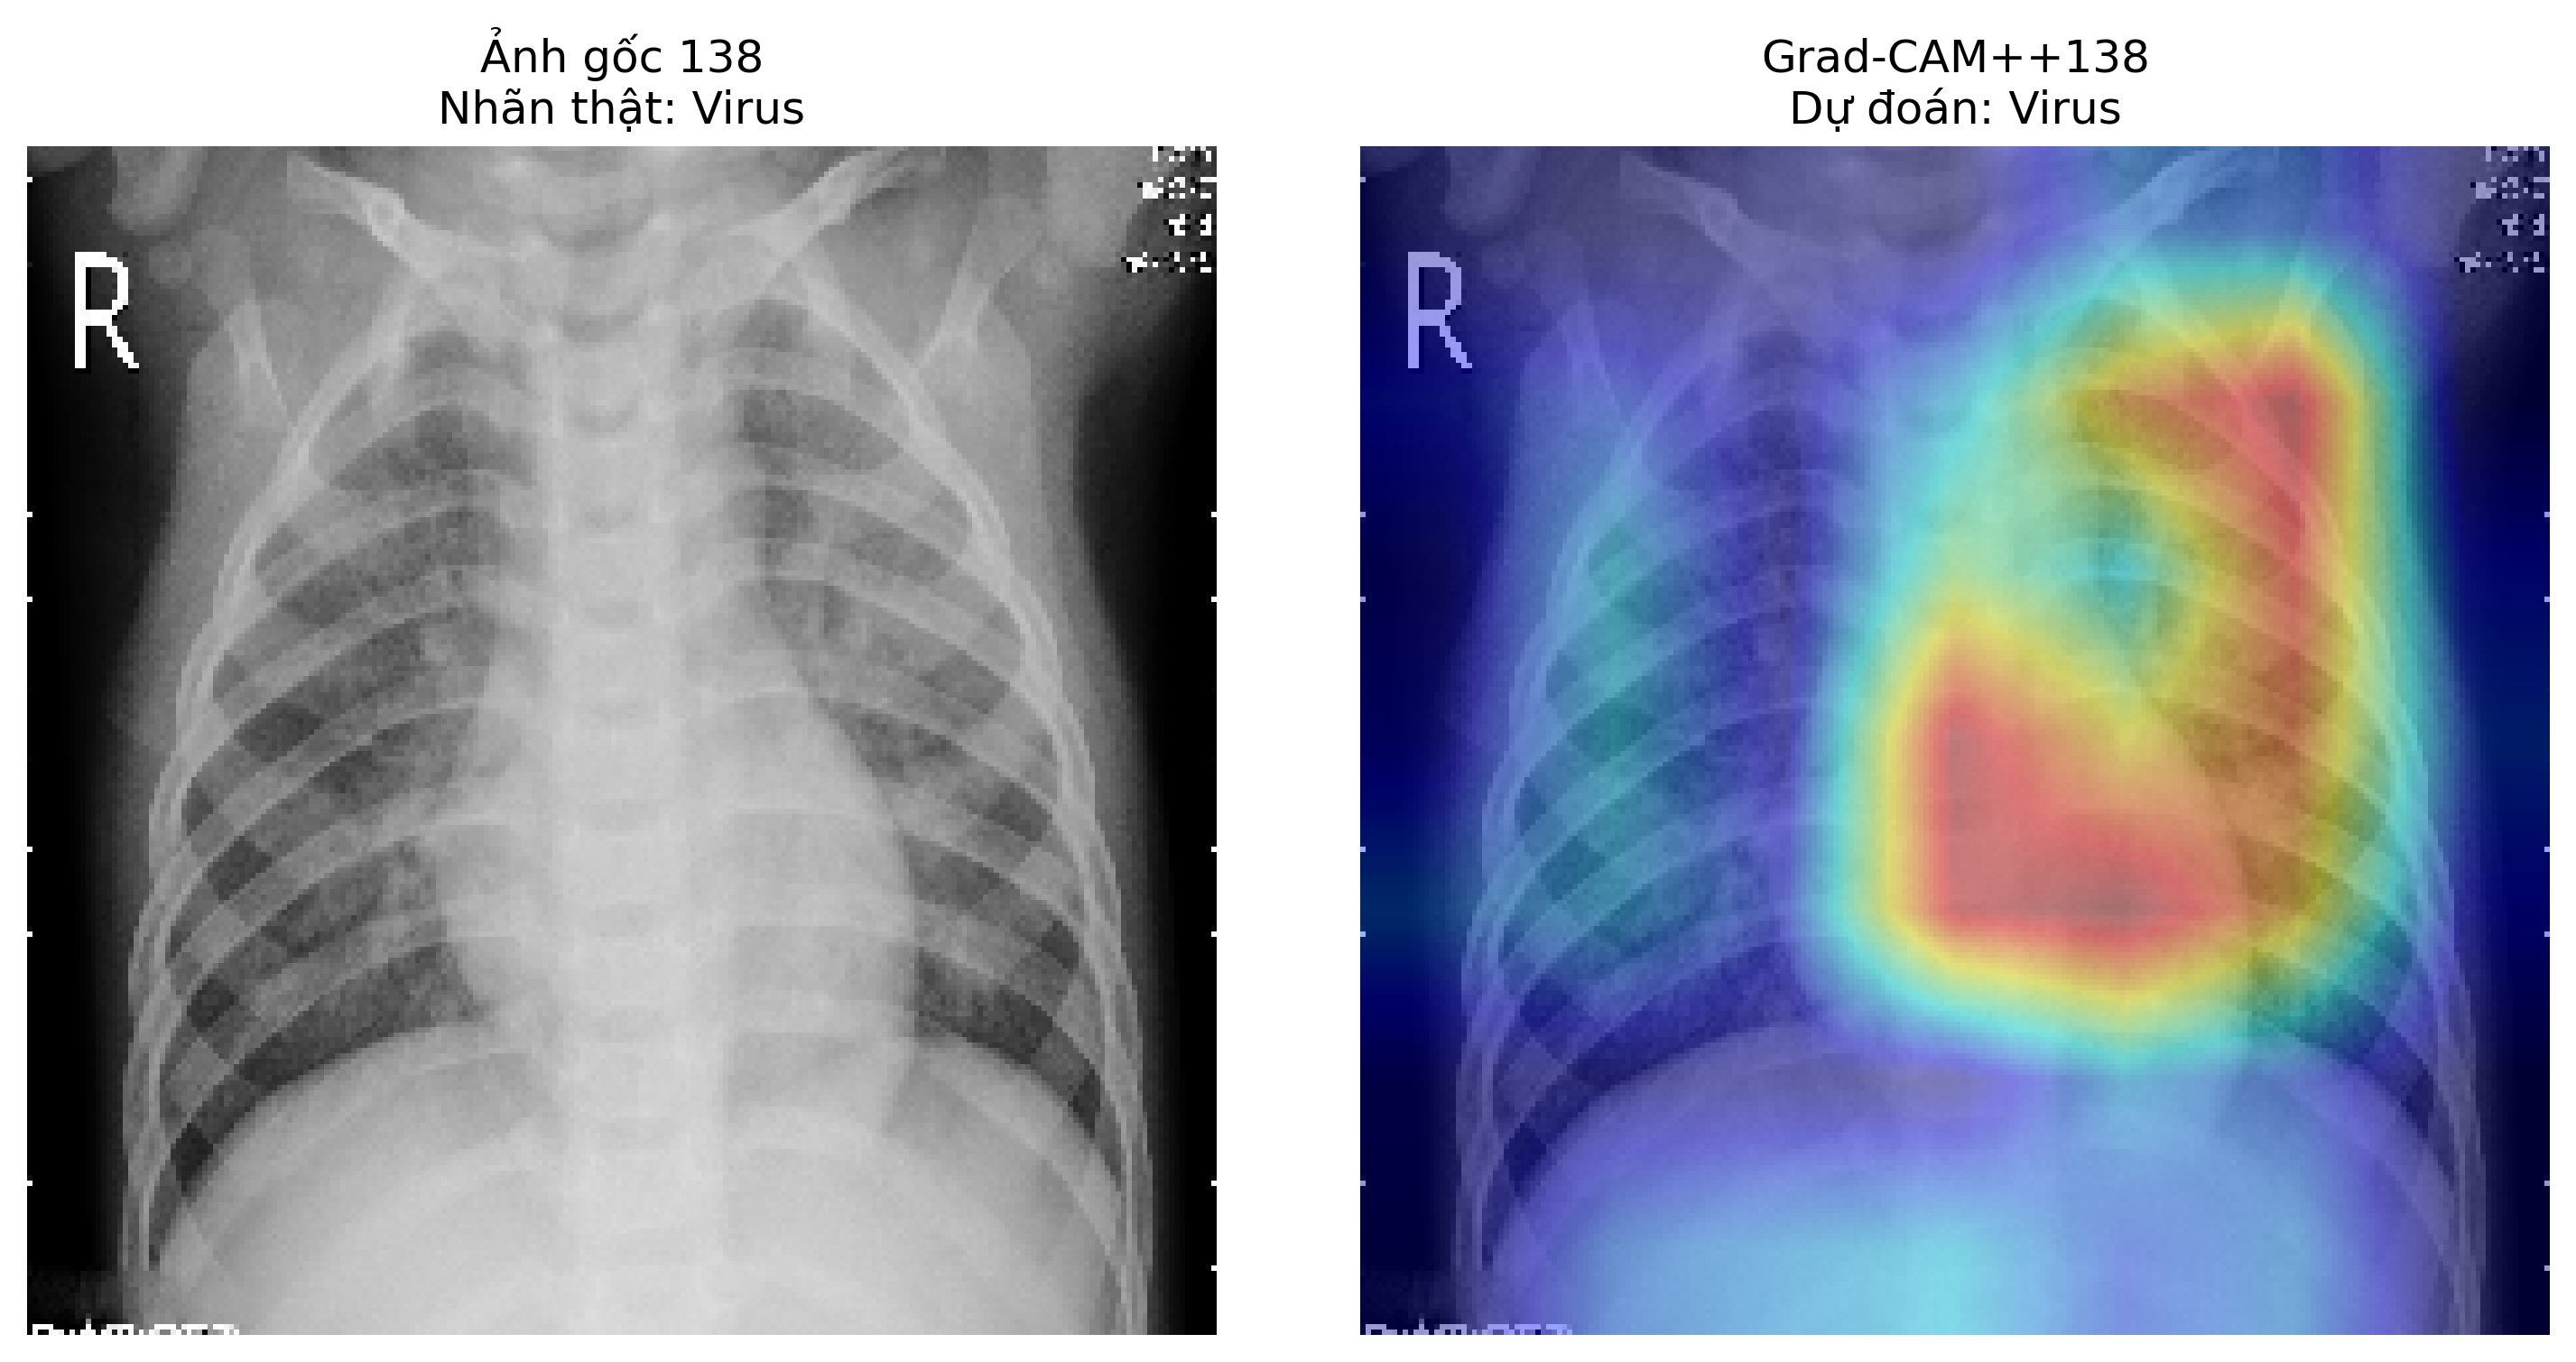 Ảnh gốc 138
Nhãn thật: Virus
R
Grad-CAM++138
Dự đoán: Virus
R